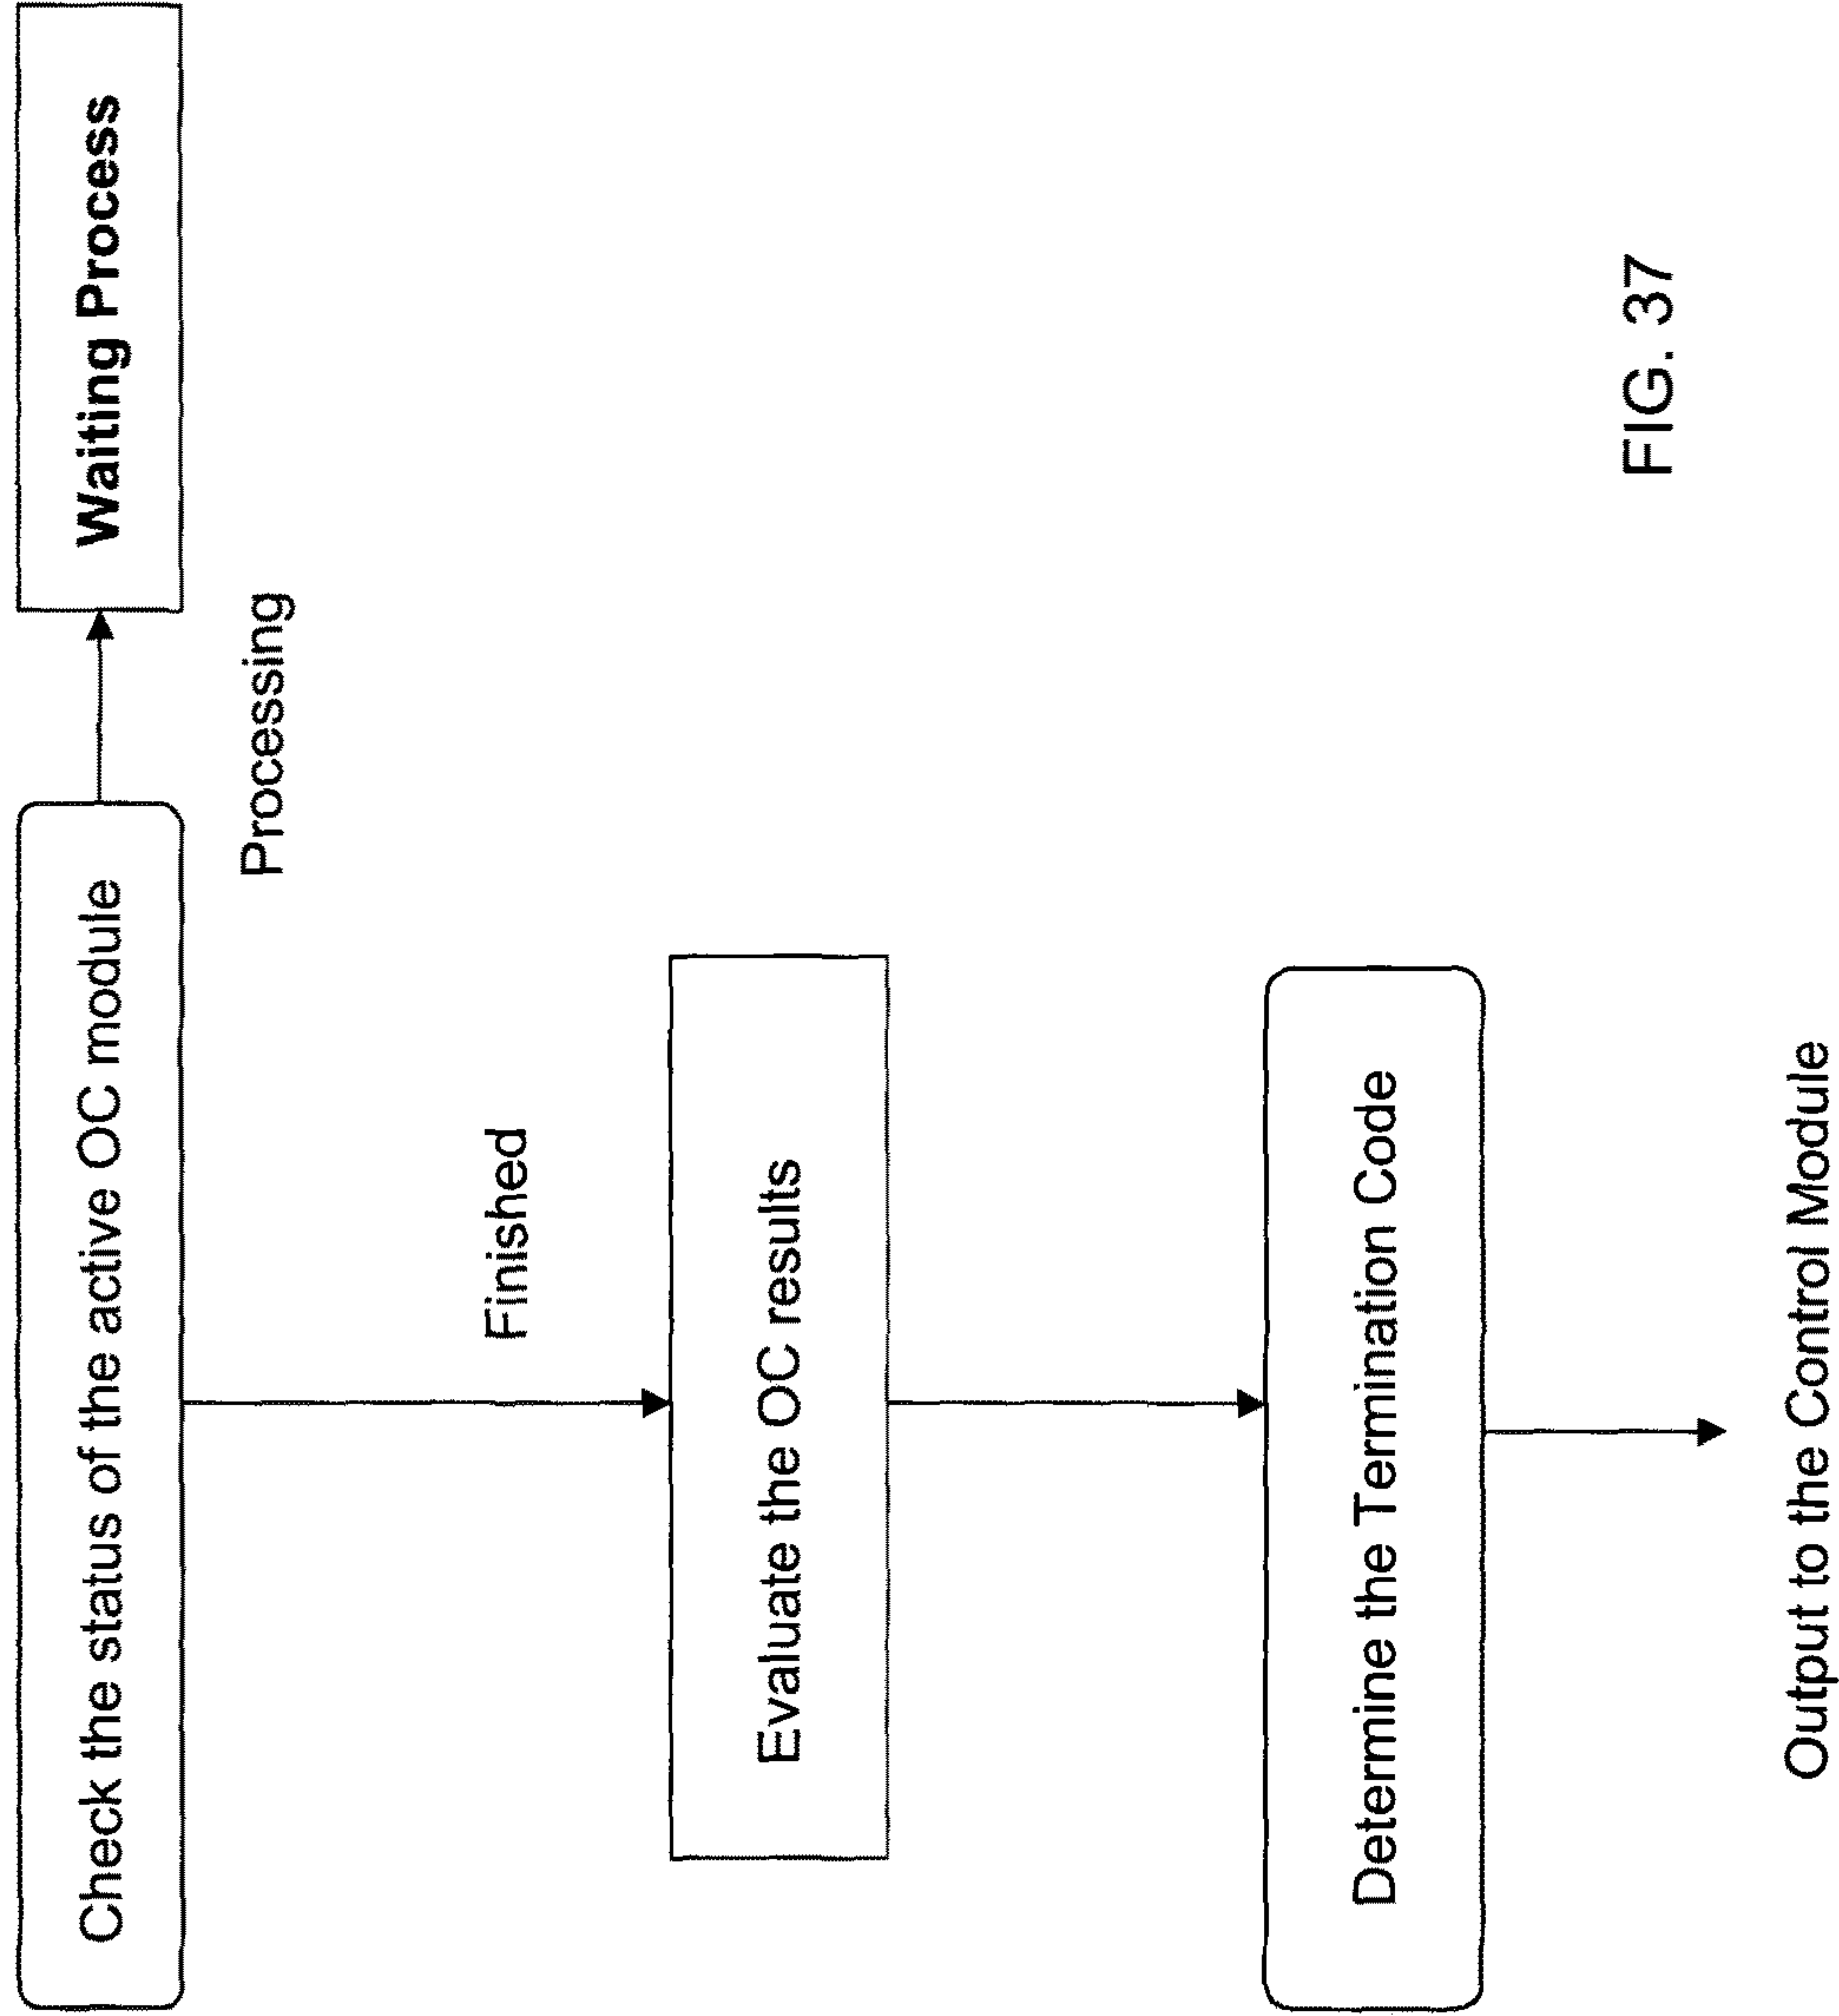 Check the status of the active OC module
Waiting Process
Processing
Finished
Evaluate the OC results
Determine the Termination Code
Output to the Control Module
FIG. 37